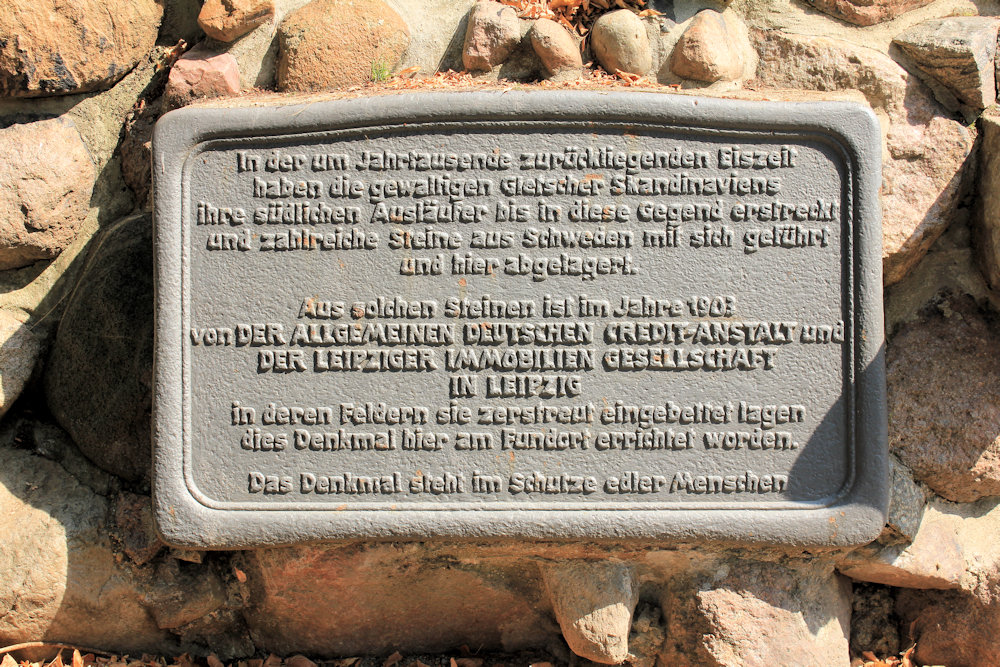 In der um Jahrtausende zurückliegenden Eiszeit
haben die gewaltigen Gletscher Skandinaviens
ihre südlichen Ausläufer bis in diese Gegend erstreckt
und zahlreiche Steine aus Schweden mit sich geführt
und hier abgelagert.
Aus solchen Steinen ist im Jahre 1903
von DER ALLGEMEINEN DEUTSCHEN CREDIT-ANSTALT und
DER LEIPZIGER IMMOBILIEN GESELLSCHAFT
IN LEIPZIG
in deren Feldern sie zerstreut eingebettet lagen
dies Denkmal hier am Fundort errichtet worden.
Das Denkmal steht im Schutze edler Menschen